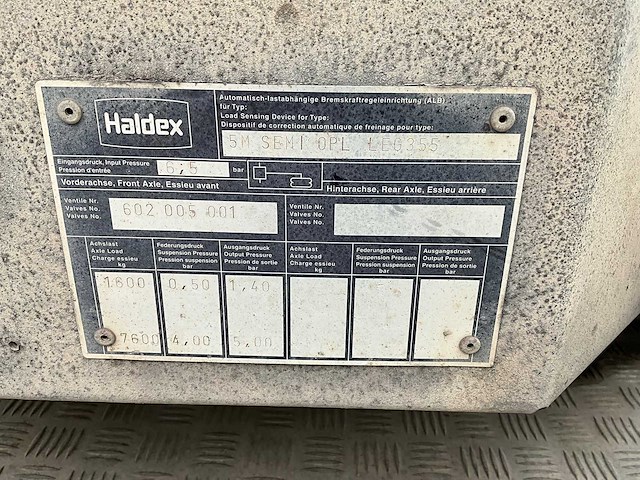 Haldex
Automatisch-lastabhängige Bremskraftregeleinrichtung (ALB)
für Typ:
Load Sensing Device for Type:
Dispositif de correction automatique de freinage pour type:
5M SEMI OPL
Eingangsdruck, Input Pressure
Pression d'entrée
6,5 bar
Vorderachse, Front Axle, Essieu avant
Hinterachse, Rear Axle, Essieu arrière
Ventile Nr.
Valves No.
Valves No.
602 005 001
Ventile Nr.
Valves No.
Valves No.
Achslast
Axle Load
Charge essieu
kg
Federungsdruck
Suspension Pressure
Pression suspension
bar
Ausgangsdruck
Output Pressure
Pression de sortie
bar
Achslast
Axle Load
Charge essieu
kg
Federungsdruck
Suspension Pressure
Pression suspension
bar
Ausgangsdruck
Output Pressure
Pression de sortie
bar
1600 0,50 1,40
7600 4,00 5,00